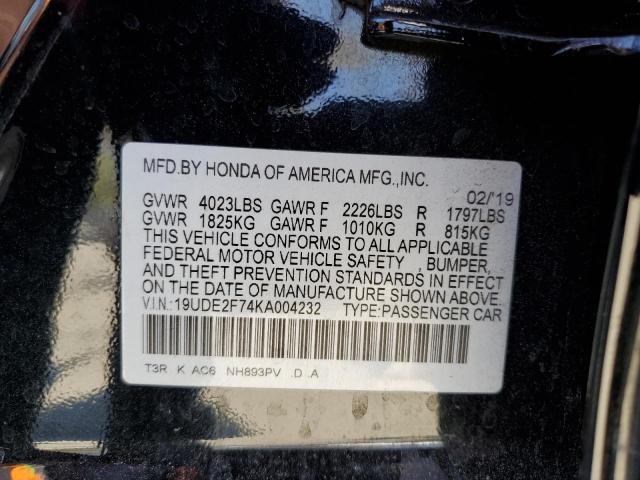 MFD.BY HONDA OF AMERICA MFG.,INC.
02/'19
GVWR 4023LBS GAWR F 2226LBS R 1797LBS
GVWR 1825KG GAWR F 1010KG R 815KG
THIS VEHICLE CONFORMS TO ALL APPLICABLE
FEDERAL MOTOR VEHICLE SAFETY , BUMPER,
AND THEFT PREVENTION STANDARDS IN EFFECT
ON THE DATE OF MANUFACTURE SHOWN ABOVE.
V.I.N.:19UDE2F74KA004232 TYPE:PASSENGER CAR
T3R K AC6 NH893PV .D .A